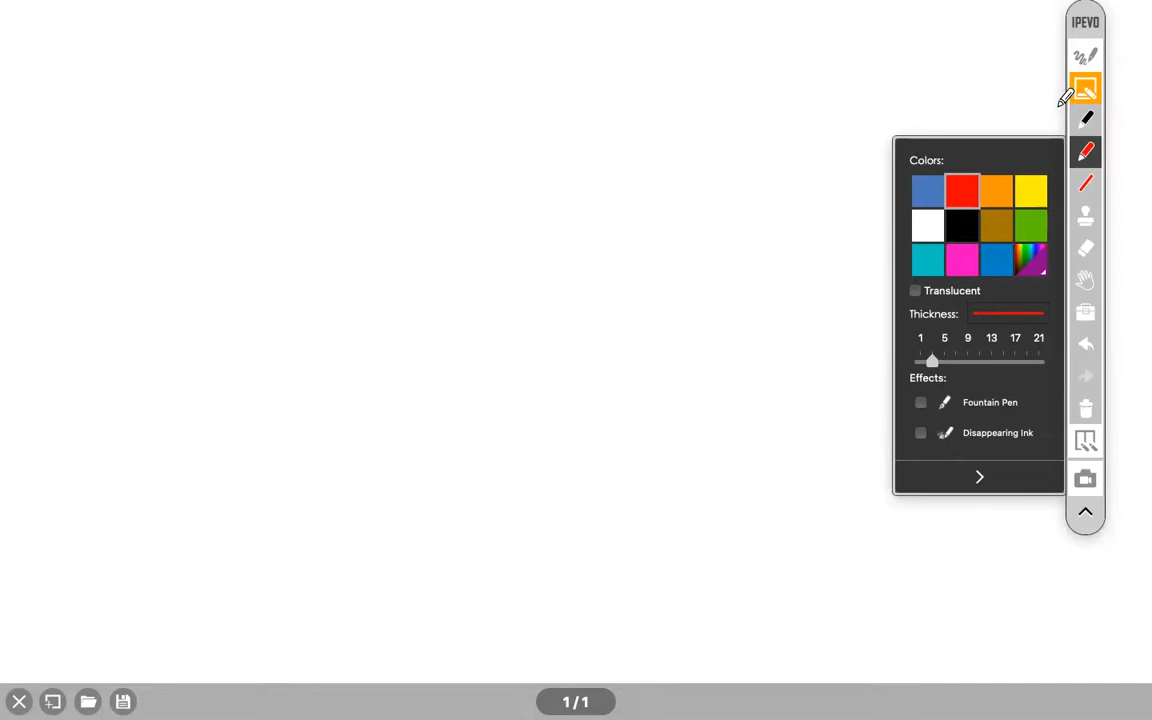 IPEVO
Colors:
Translucent
Thickness:
1 5 9 13 17 21
Effects:
Fountain Pen
Disappearing Ink
1/1